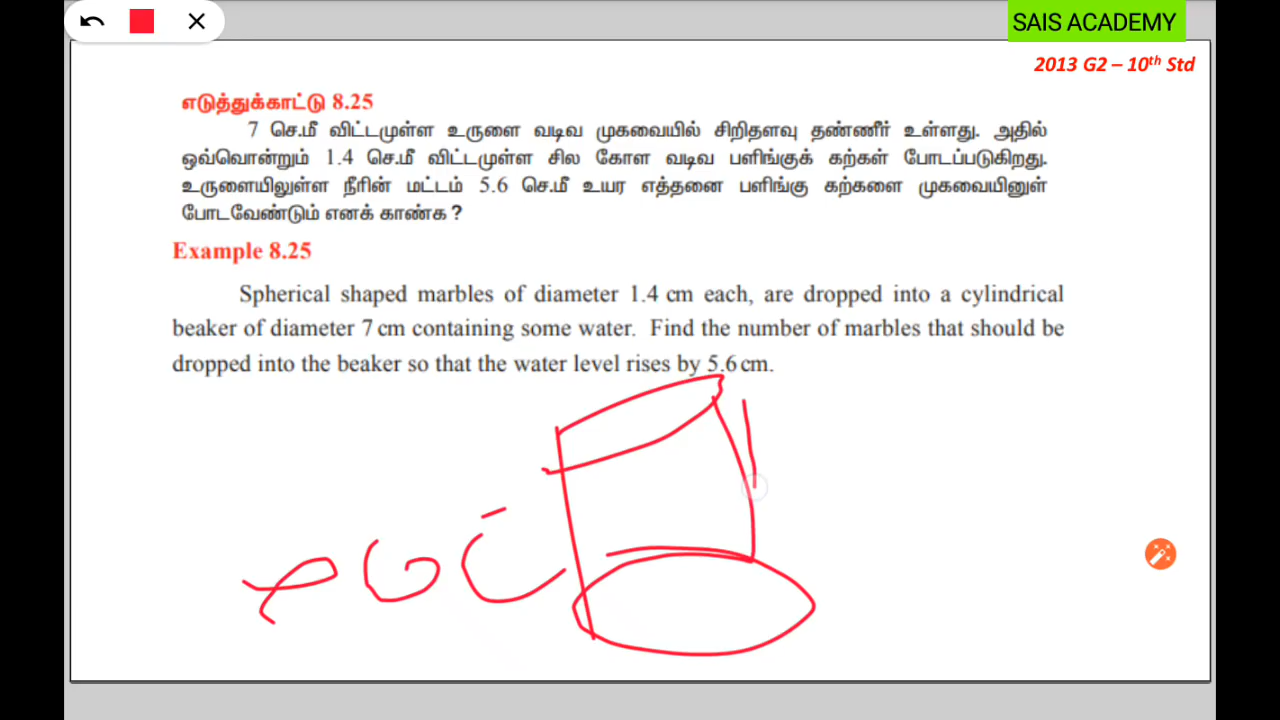 SAIS ACADEMY
2013 G2 – 10th Std
எடுத்துக்காட்டு 8.25
7 செ.மீ விட்டமுள்ள உருளை வடிவ முகவையில் சிறிதளவு தண்ணீர் உள்ளது. அதில்
ஒவ்வொன்றும் 1.4 செ.மீ விட்டமுள்ள சில கோள வடிவ பளிங்குக் கற்கள் போடப்படுகிறது.
உருளையிலுள்ள நீரின் மட்டம் 5.6 செ.மீ உயர எத்தனை பளிங்கு கற்களை முகவையினுள்
போடவேண்டும் எனக் காண்க ?
Example 8.25
Spherical shaped marbles of diameter 1.4 cm each, are dropped into a cylindrical
beaker of diameter 7 cm containing some water. Find the number of marbles that should be
dropped into the beaker so that the water level rises by 5.6 cm.